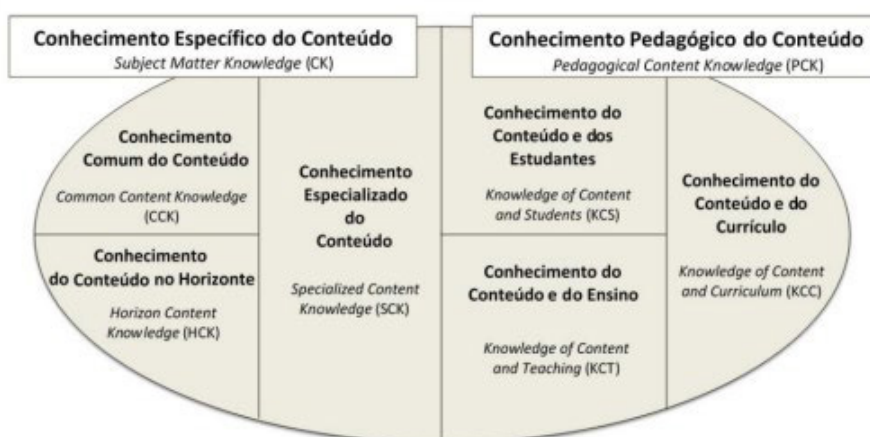 Conhecimento Específico do Conteúdo
Subject Matter Knowledge (CK)
Conhecimento Pedagógico do Conteúdo
Pedagogical Content Knowledge (PCK)
Conhecimento
Comum do Conteúdo
Common Content Knowledge
(CCK)
Conhecimento
do Conteúdo no Horizonte
Horizon Content
Knowledge (HCK)
Conhecimento
Especializado
do
Conteúdo
Specialized Content
Knowledge (SCK)
Conhecimento do
Conteúdo e dos
Estudantes
Knowledge of Content
and Students (KCS)
Conhecimento do
Conteúdo e do Ensino
Knowledge of Content
and Teaching (KCT)
Conhecimento do
Conteúdo e do
Currículo
Knowledge of Content
and Curriculum (KCC)